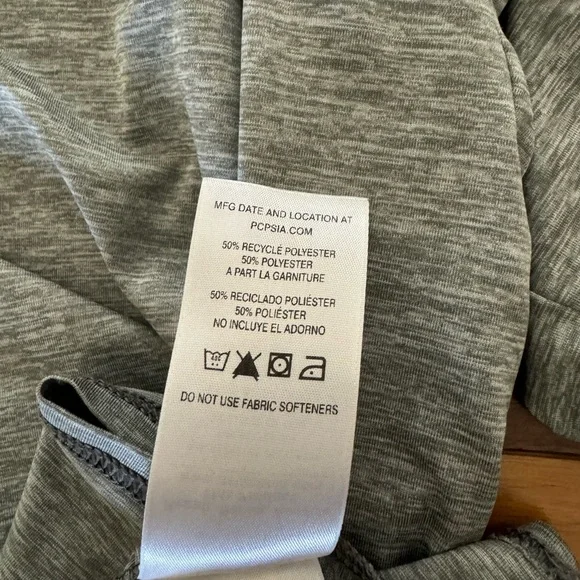 MFG DATE AND LOCATION AT
PCPSIA.COM
50% RECYCLÉ POLYESTER
50% POLYESTER
A PART LA GARNITURE
50% RECICLADO POLIÉSTER
50% POLIÉSTER
NO INCLUYE EL ADORNO
DO NOT USE FABRIC SOFTENERS